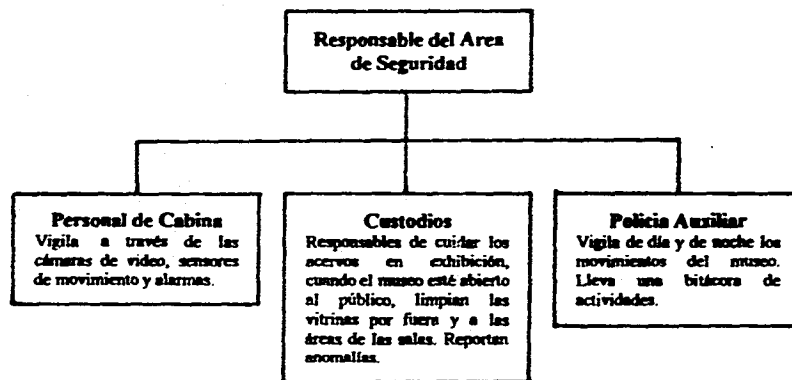 Responsable del Area
de Seguridad
Personal de Cabina
Vigila a través de las
cámaras de video, sensores
de movimiento y alarmas.
Custodios
Responsables de cuidar los
acervos en exhibición,
cuando el museo esté abierto
al público, limpian las
vitrinas por fuera y a las
áreas de las salas. Reportan
anomalías.
Policia Auxiliar
Vigila de día y de noche los
movimientos del museo.
Lleva una bitácora de
actividades.